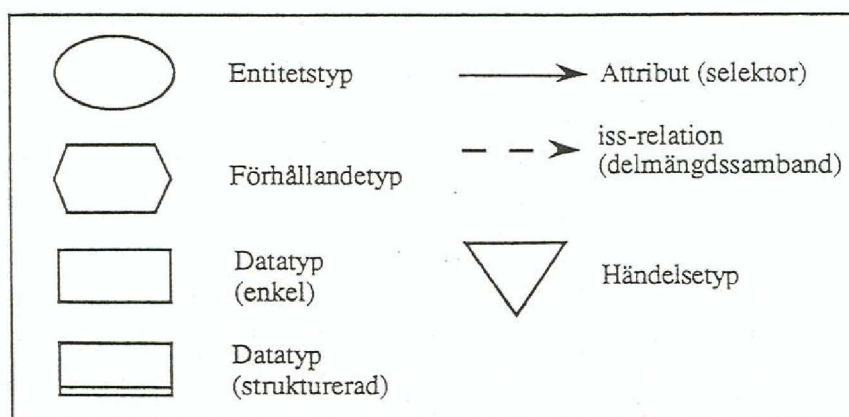 Entitetstyp
Attribut (selektor)
iss-relation
(delmängdssamband)
Förhållandetyp
Datatyp
(enkel)
Händelsetyp
Datatyp
(strukturerad)